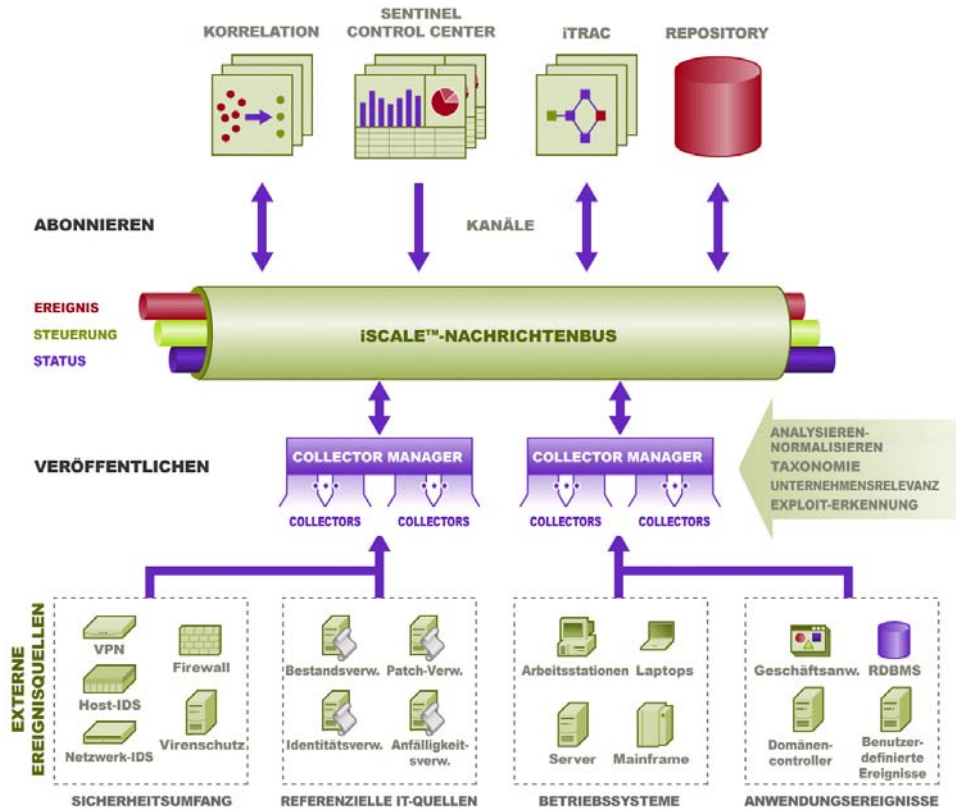 KORRELATION
SENTINEL
CONTROL CENTER
iTRAC
REPOSITORY
ABONNIEREN
KANÄLE
EREIGNIS
STEUERUNG
STATUS
iSCALE™-NACHRICHTENBUS
VERÖFFENTLICHEN
COLLECTOR MANAGER
COLLECTORS
COLLECTORS
COLLECTOR MANAGER
COLLECTORS
COLLECTORS
ANALYSIEREN-
NORMALISIEREN
TAXONOMIE
UNTERNEHMENSRELEVANZ
EXPLOIT-ERKENNUNG
EXTERNE
EREIGNISQUELLEN
VPN
Firewall
Host-IDS
Netzwerk-IDS
Virenschutz
SICHERHEITSUMFANG
Bestandsverw.
Patch-Verw.
Identitätsverw.
Anfälligkeit-
sverw.
REFERENZIELLE IT-QUELLEN
Arbeitsstationen
Laptops
Server
Mainframe
BETRIEBSSYSTEME
Geschäftsanw.
RDBMS
Domänen-
controller
Benutzer-
definierte
Ereignisse
ANWENDUNGSEREIGNISSE